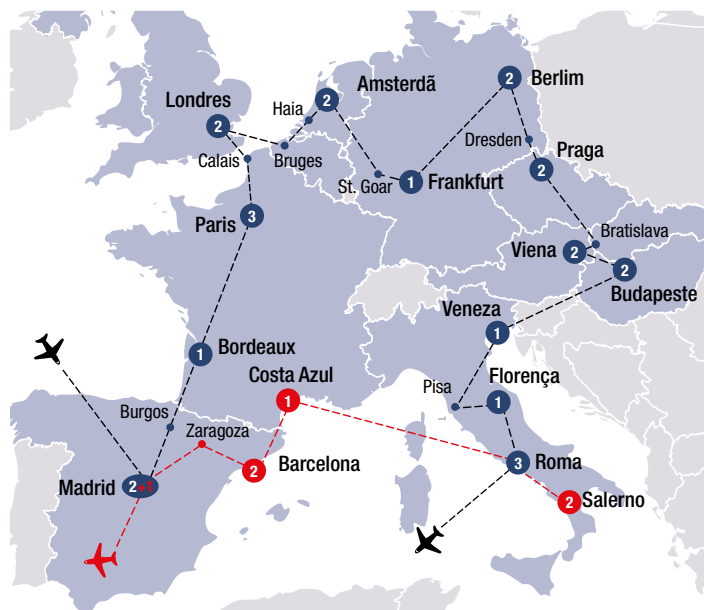 Berlim
2
Amsterdã
2
Haia
Londres
2
Dresden
Bruges
Calais
Praga
2
St. Goar
1
Frankfurt
Paris
3
Bratislava
Viena
2
2
Budapeste
Veneza
1
1
Bordeaux
Costa Azul
1
Florença
1
Pisa
Burgos
Zaragoza
Barcelona
2
3
Roma
Madrid
2+1
2
Salerno